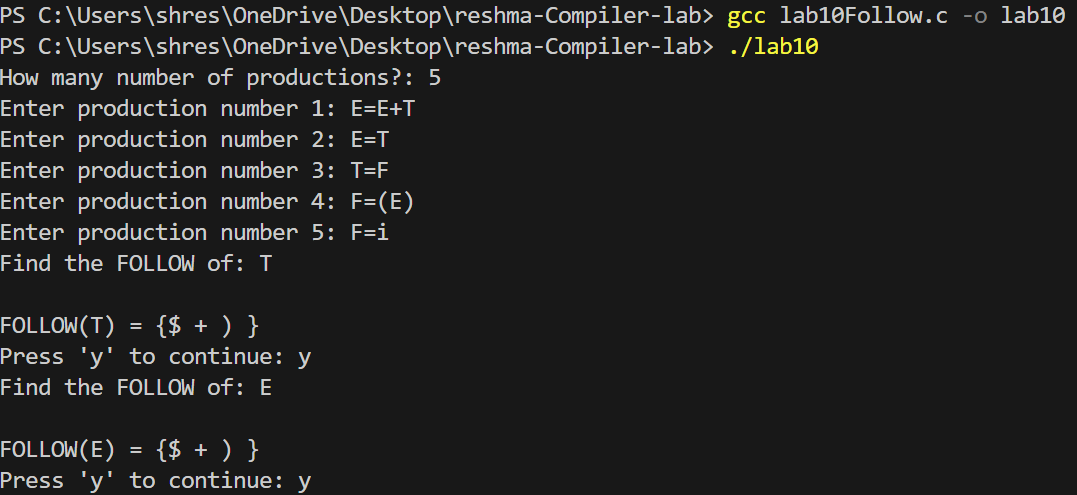 PS C:\Users\shres\OneDrive\Desktop\reshma-Compiler-lab> gcc lab10Follow.c -o lab10
PS C:\Users\shres\OneDrive\Desktop\reshma-Compiler-lab> ./lab10
How many number of productions?: 5
Enter production number 1: E=E+T
Enter production number 2: E=T
Enter production number 3: T=F
Enter production number 4: F=(E)
Enter production number 5: F=i
Find the FOLLOW of: T
FOLLOW(T) = {$ + ) }
Press 'y' to continue: y
Find the FOLLOW of: E
FOLLOW(E) = {$ + ) }
Press 'y' to continue: y